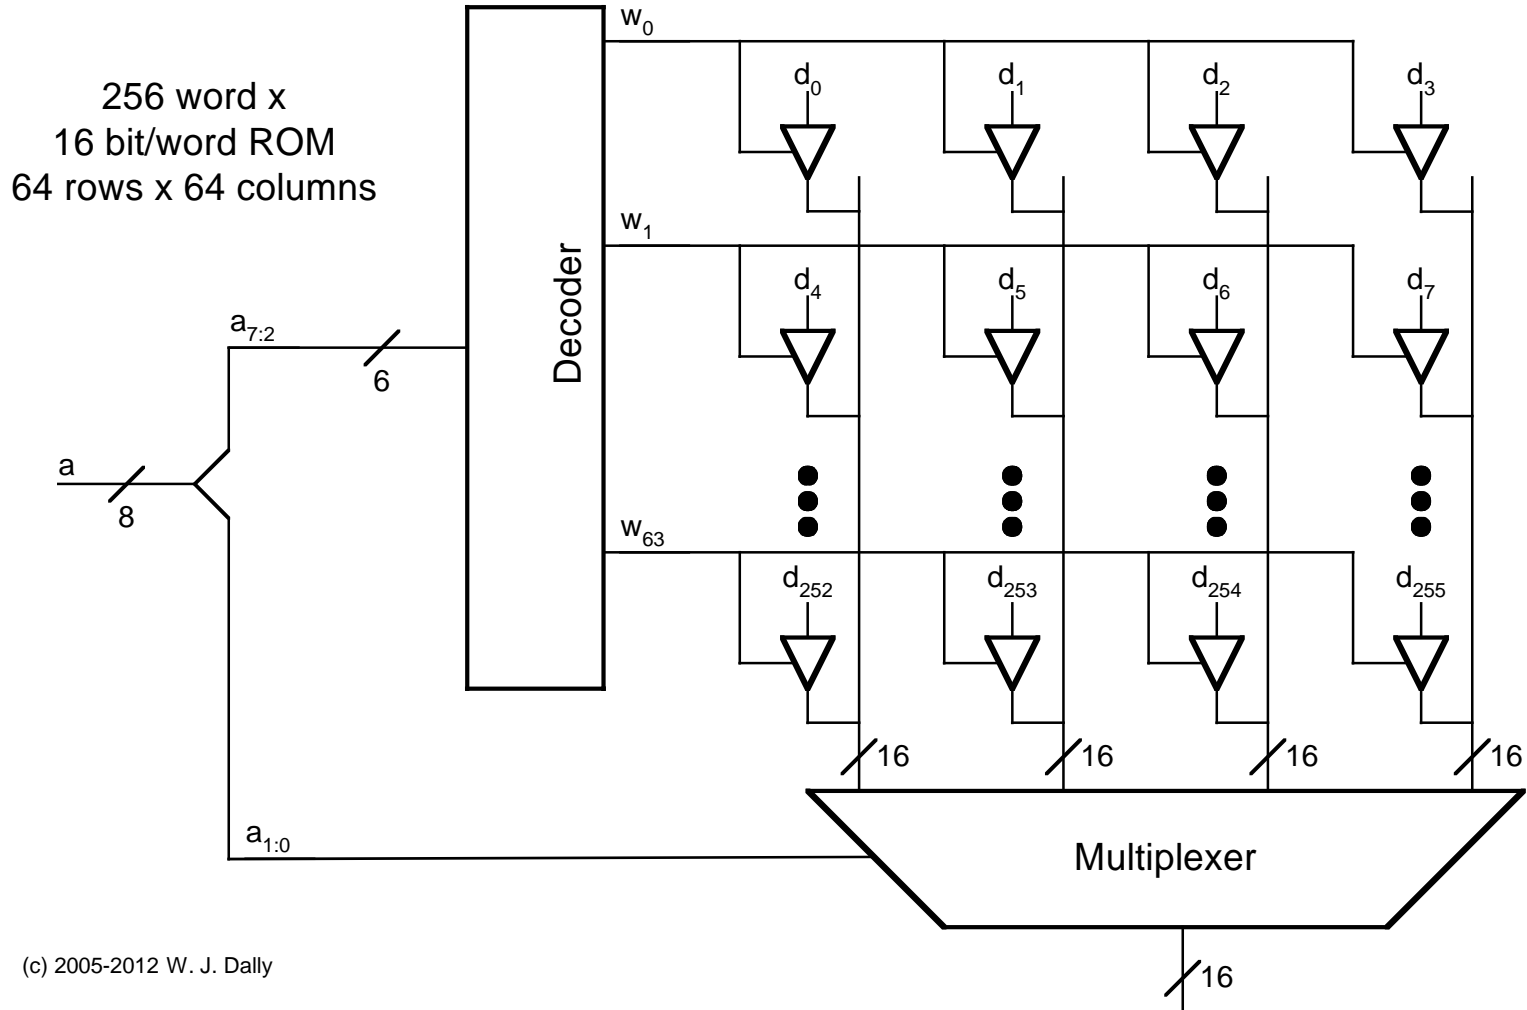 256 word x
16 bit/word ROM
64 rows x 64 columns
w0
d0 d1 d2 d3
w1
Decoder
d4 d5 d6 d7
a7:2
6
a
8
w63
d252 d253 d254 d255
16 16 16 16
a1:0
Multiplexer
(c) 2005-2012 W. J. Dally
16